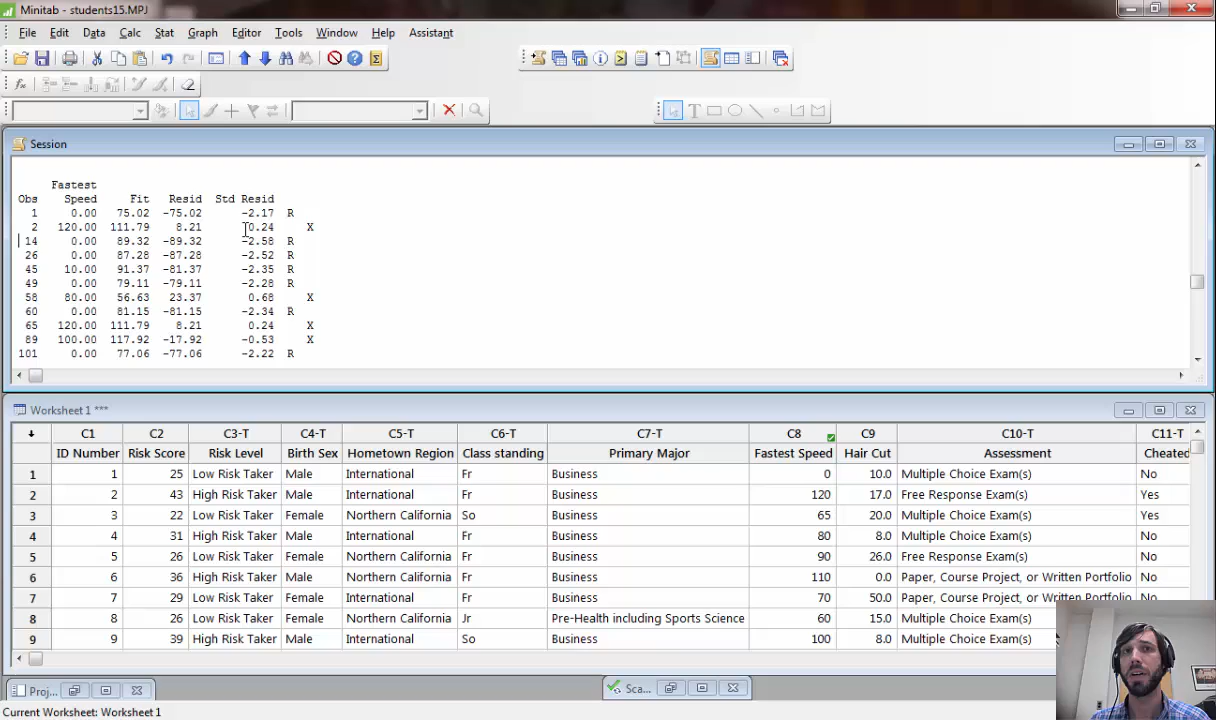 Minitab - students15.MPJ
File Edit Data Calc Stat Graph Editor Tools Window Help Assistant
Session
Fastest
Obs Speed Fit Resid Std Resid
1 0.00 75.02 -75.02 -2.17 R
2 120.00 111.79 8.21 0.24 X
14 0.00 89.32 -89.32 -2.58 R
26 0.00 87.28 -87.28 -2.52 R
45 10.00 91.37 -81.37 -2.35 R
49 0.00 79.11 -79.11 -2.28 R
58 80.00 56.63 23.37 0.68 X
60 0.00 81.15 -81.15 -2.34 R
65 120.00 111.79 8.21 0.24 X
89 100.00 117.92 -17.92 -0.53 X
101 0.00 77.06 -77.06 -2.22 R
Worksheet 1 ***
C1 C2 C3-T C4-T C5-T C6-T C7-T C8 C9 C10-T C11-T
ID Number Risk Score Risk Level Birth Sex Hometown Region Class standing Primary Major Fastest Speed Hair Cut Assessment Cheated
1 1 25 Low Risk Taker Male International Fr Business 0 10.0 Multiple Choice Exam(s) No
2 2 43 High Risk Taker Male International Fr Business 120 17.0 Free Response Exam(s) Yes
3 3 22 Low Risk Taker Female Northern California So Business 65 20.0 Multiple Choice Exam(s) Yes
4 4 31 High Risk Taker Male International Fr Business 80 8.0 Multiple Choice Exam(s) No
5 5 26 Low Risk Taker Female Northern California Fr Business 90 26.0 Free Response Exam(s) No
6 6 36 High Risk Taker Male Northern California Fr Business 110 0.0 Paper, Course Project, or Written Portfolio No
7 7 29 Low Risk Taker Female Northern California Fr Business 70 50.0 Paper, Course Project, or Written Portfolio No
8 8 26 Low Risk Taker Female Northern California Jr Pre-Health including Sports Science 60 15.0 Multiple Choice Exam(s)
9 9 39 High Risk Taker Male International So Business 100 8.0 Multiple Choice Exam(s)
Proj... Sca...
Current Worksheet: Worksheet 1